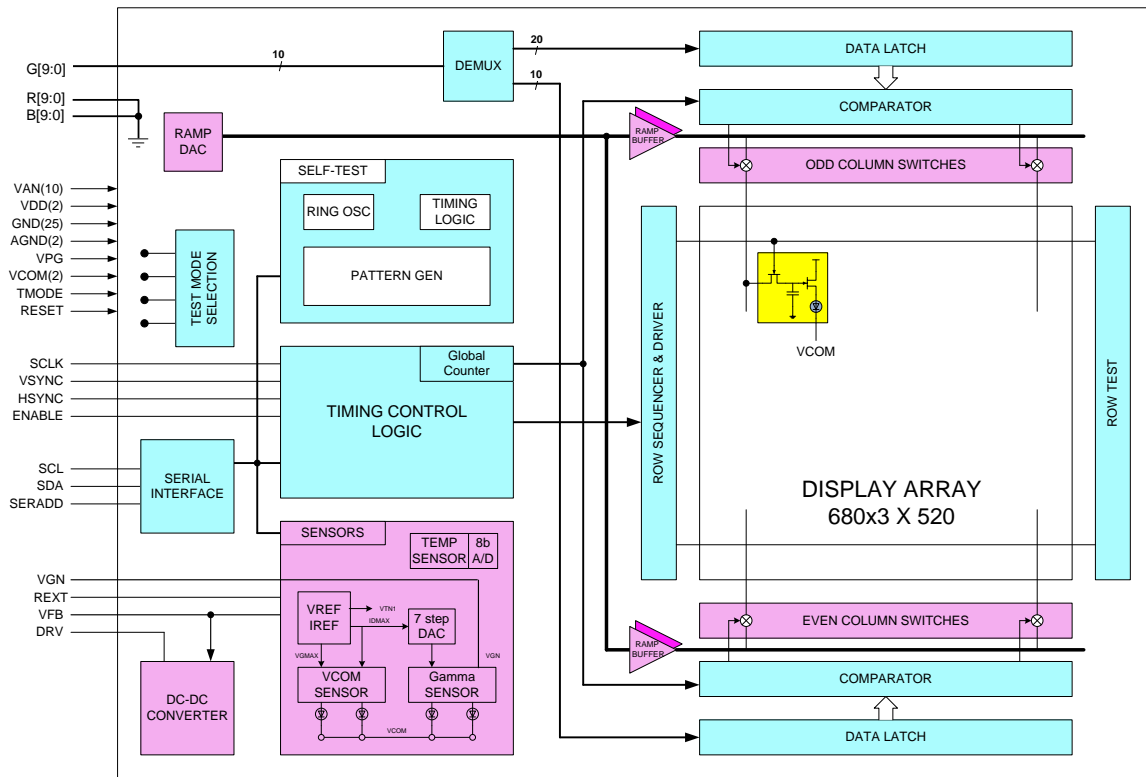 G[9:0]
R[9:0]
B[9:0]
10
DEMUX
20
10
DATA LATCH
COMPARATOR
RAMP
DAC
RAMP
BUFFER
ODD COLUMN SWITCHES
VAN(10)
VDD(2)
GND(25)
AGND(2)
VPG
VCOM(2)
TMODE
RESET
TEST MODE
SELECTION
SELF-TEST
RING OSC
TIMING
LOGIC
PATTERN GEN
SCLK
VSYNC
HSYNC
ENABLE
Global
Counter
TIMING CONTROL
LOGIC
ROW SEQUENCER & DRIVER
VCOM
DISPLAY ARRAY
680x3 X 520
ROW TEST
SCL
SDA
SERADD
SERIAL
INTERFACE
SENSORS
TEMP
SENSOR
8b
A/D
VGN
REXT
VFB
DRV
VREF
IREF
VTN1
IDMAX
7 step
DAC
VGMAX
VGN
VCOM
SENSOR
Gamma
SENSOR
VCOM
DC-DC
CONVERTER
EVEN COLUMN SWITCHES
RAMP
BUFFER
COMPARATOR
DATA LATCH